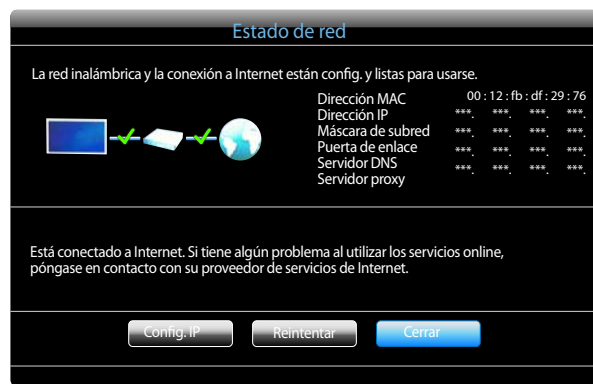 Estado de red
La red inalámbrica y la conexión a Internet están config. y listas para usarse.
Dirección MAC 00 : 12 : fb : df : 29 : 76
Dirección IP ***. ***. ***. ***.
Máscara de subred ***. ***. ***. ***.
Puerta de enlace ***. ***. ***. ***.
Servidor DNS ***. ***. ***. ***.
Servidor proxy
Está conectado a Internet. Si tiene algún problema al utilizar los servicios online,
póngase en contacto con su proveedor de servicios de Internet.
Config. IP Reintentar Cerrar